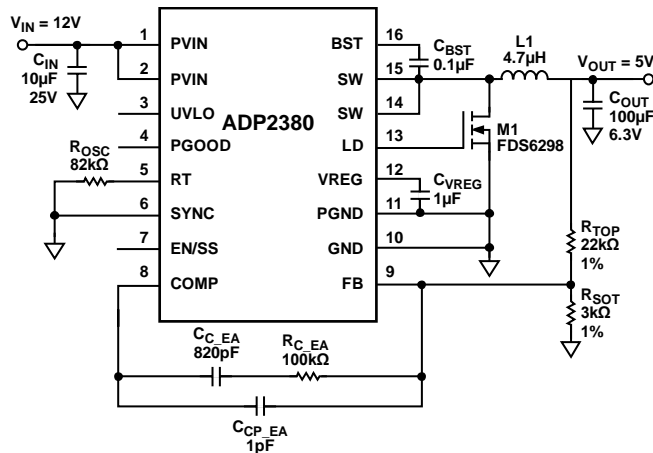 V_IN = 12V
C_IN
10µF
25V
1 PVIN
2 PVIN
3 UVLO
4 PGOOD
R_OSC
82kΩ
5 RT
6 SYNC
7 EN/SS
8 COMP
ADP2380
BST 16
SW 15
SW 14
LD 13
VREG 12
PGND 11
GND 10
FB 9
C_BST
0.1µF
L1
4.7µH
V_OUT = 5V
C_OUT
100µF
6.3V
M1
FDS6298
C_VREG
1µF
R_TOP
22kΩ
1%
R_SOT
3kΩ
1%
C_C_EA
820pF
R_C_EA
100kΩ
C_CP_EA
1pF